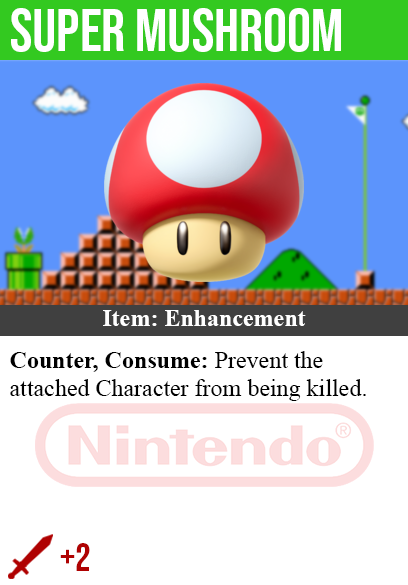 SUPER MUSHROOM
Item: Enhancement
Counter, Consume: Prevent the
attached Character from being killed.
Nintendo®
+2